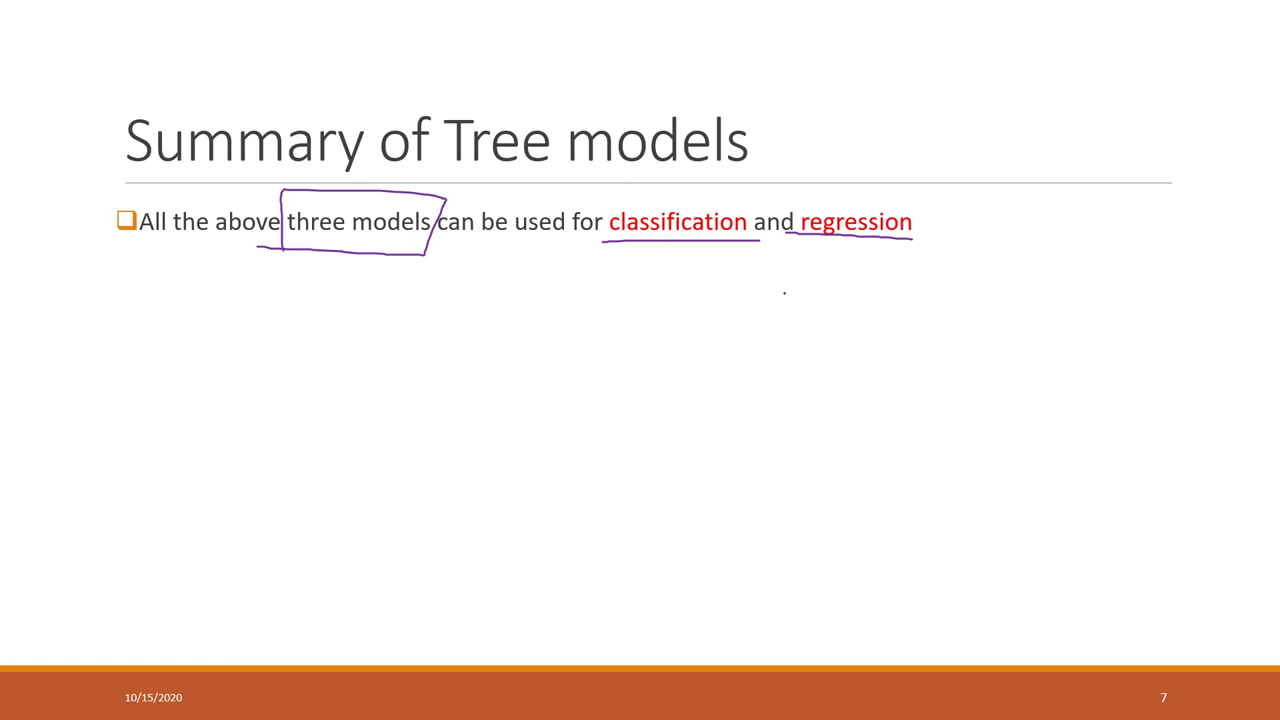 Summary of Tree models
All the above three models can be used for classification and regression
10/15/2020
7